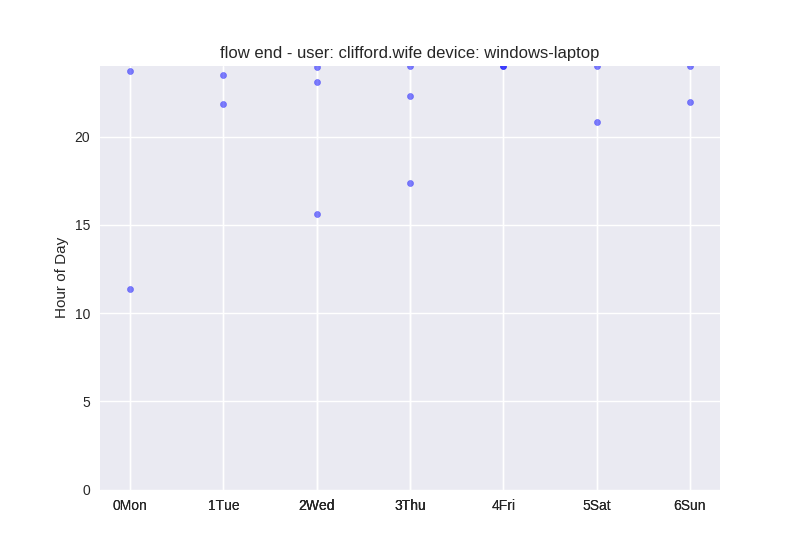 flow end - user: clifford.wife device: windows-laptop
20
15
10
5
0
Hour of Day
0Mon 1Tue 2Wed 3Thu 4Fri 5Sat 6Sun